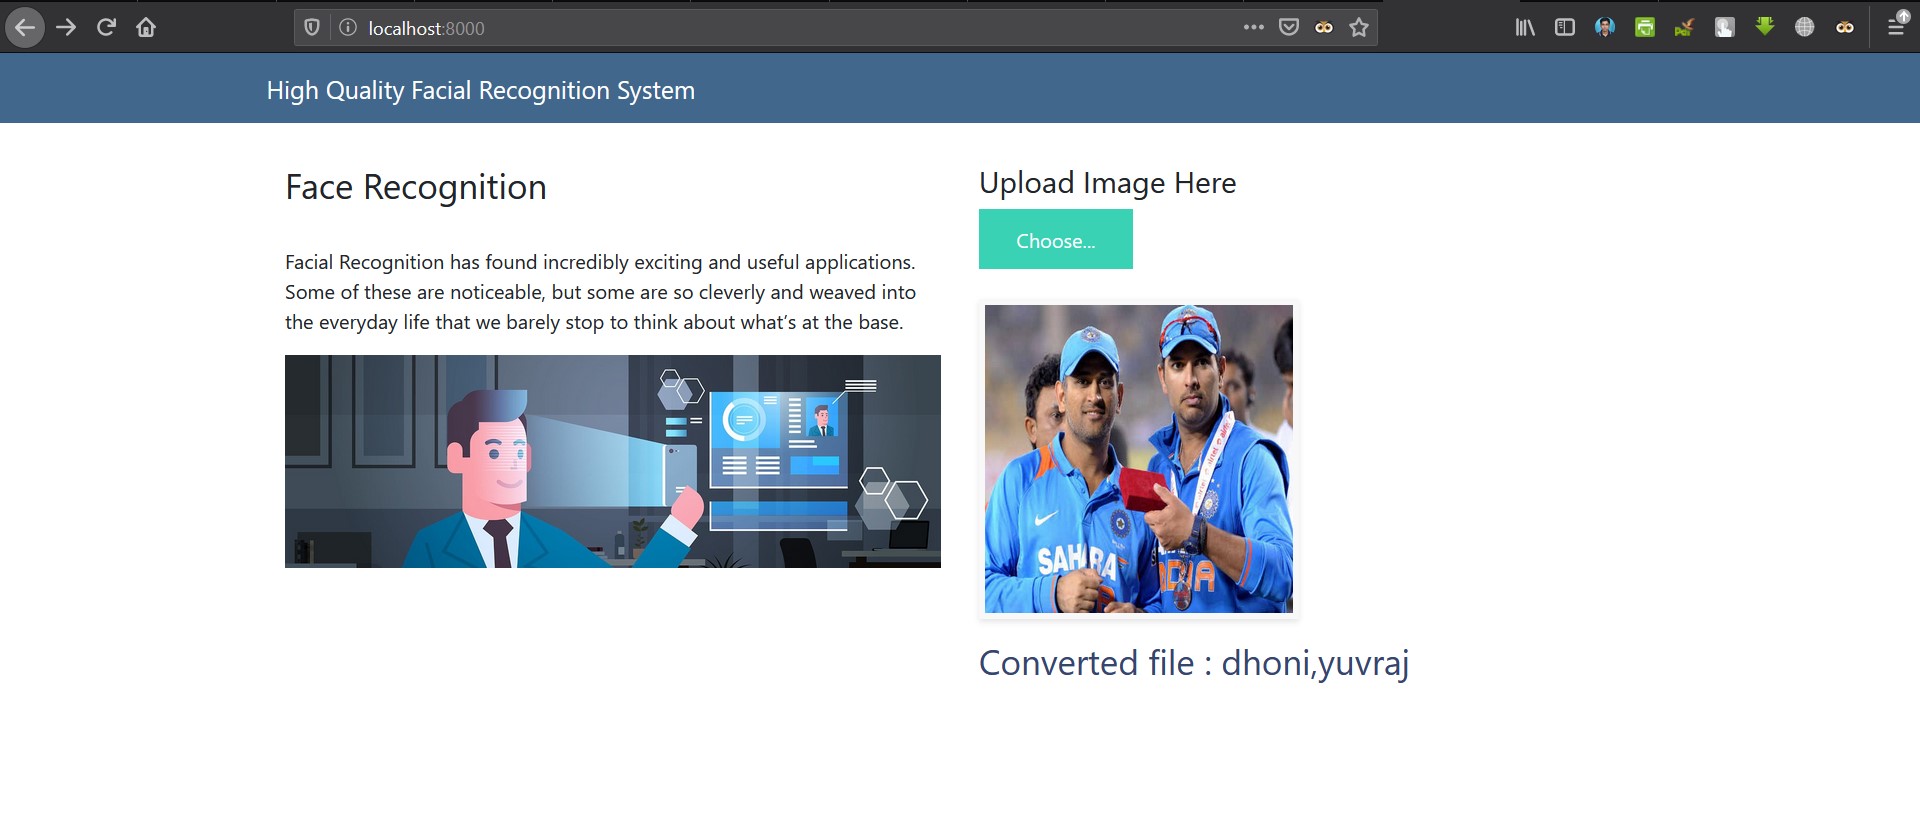 localhost:8000
High Quality Facial Recognition System
Face Recognition
Facial Recognition has found incredibly exciting and useful applications.
Some of these are noticeable, but some are so cleverly and weaved into
the everyday life that we barely stop to think about what’s at the base.
Upload Image Here
Choose...
SAHARA
Converted file : dhoni,yuvraj